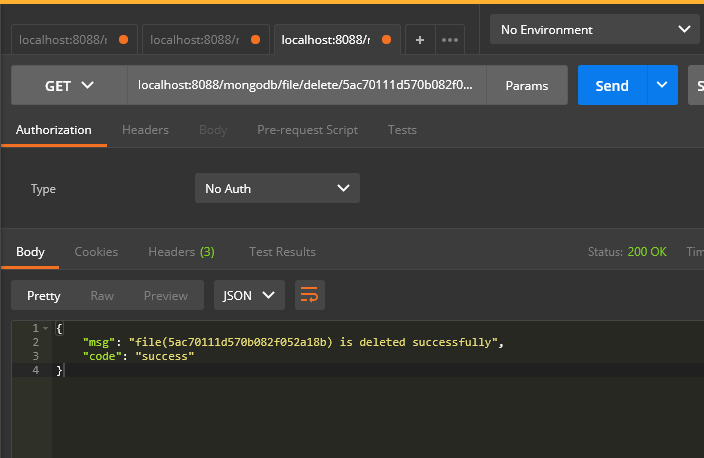 localhost:8088/r localhost:8088/r localhost:8088/r + ••• No Environment
GET localhost:8088/mongodb/file/delete/5ac70111d570b082f0... Params Send S
Authorization Headers Body Pre-request Script Tests
Type No Auth
Body Cookies Headers (3) Test Results Status: 200 OK Tim
Pretty Raw Preview JSON
1 {
2 "msg": "file(5ac70111d570b082f052a18b) is deleted successfully",
3 "code": "success"
4 }